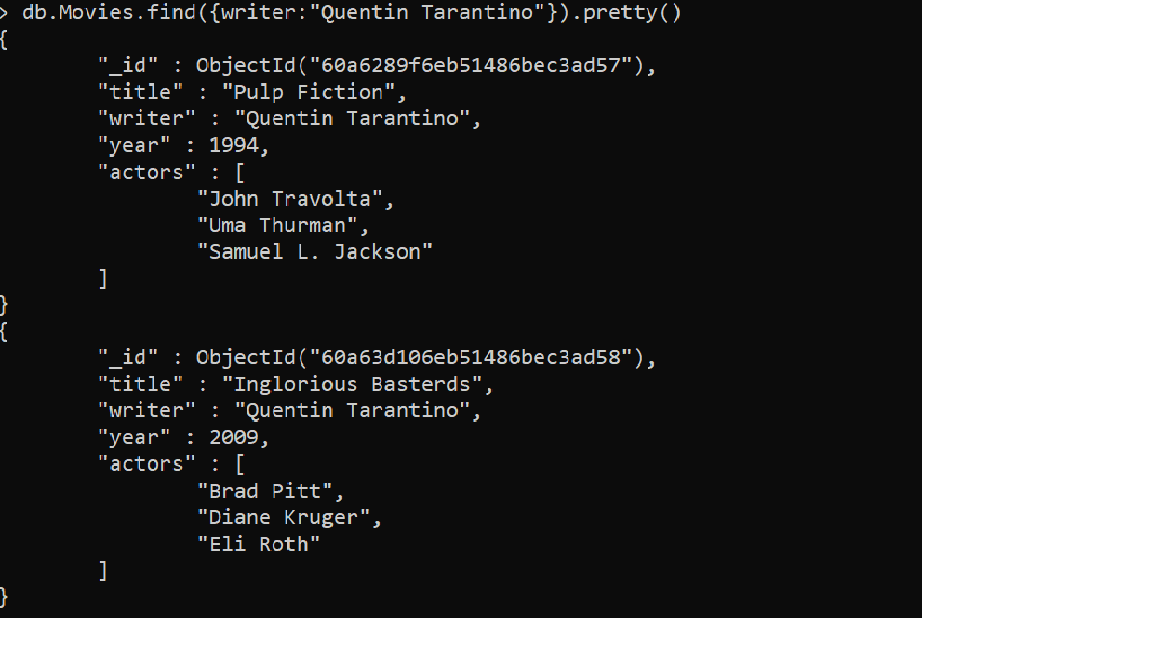 > db.Movies.find({writer:"Quentin Tarantino"}).pretty()
{
        "_id" : ObjectId("60a6289f6eb51486bec3ad57"),
        "title" : "Pulp Fiction",
        "writer" : "Quentin Tarantino",
        "year" : 1994,
        "actors" : [
                "John Travolta",
                "Uma Thurman",
                "Samuel L. Jackson"
        ]
}
{
        "_id" : ObjectId("60a63d106eb51486bec3ad58"),
        "title" : "Inglorious Basterds",
        "writer" : "Quentin Tarantino",
        "year" : 2009,
        "actors" : [
                "Brad Pitt",
                "Diane Kruger",
                "Eli Roth"
        ]
}